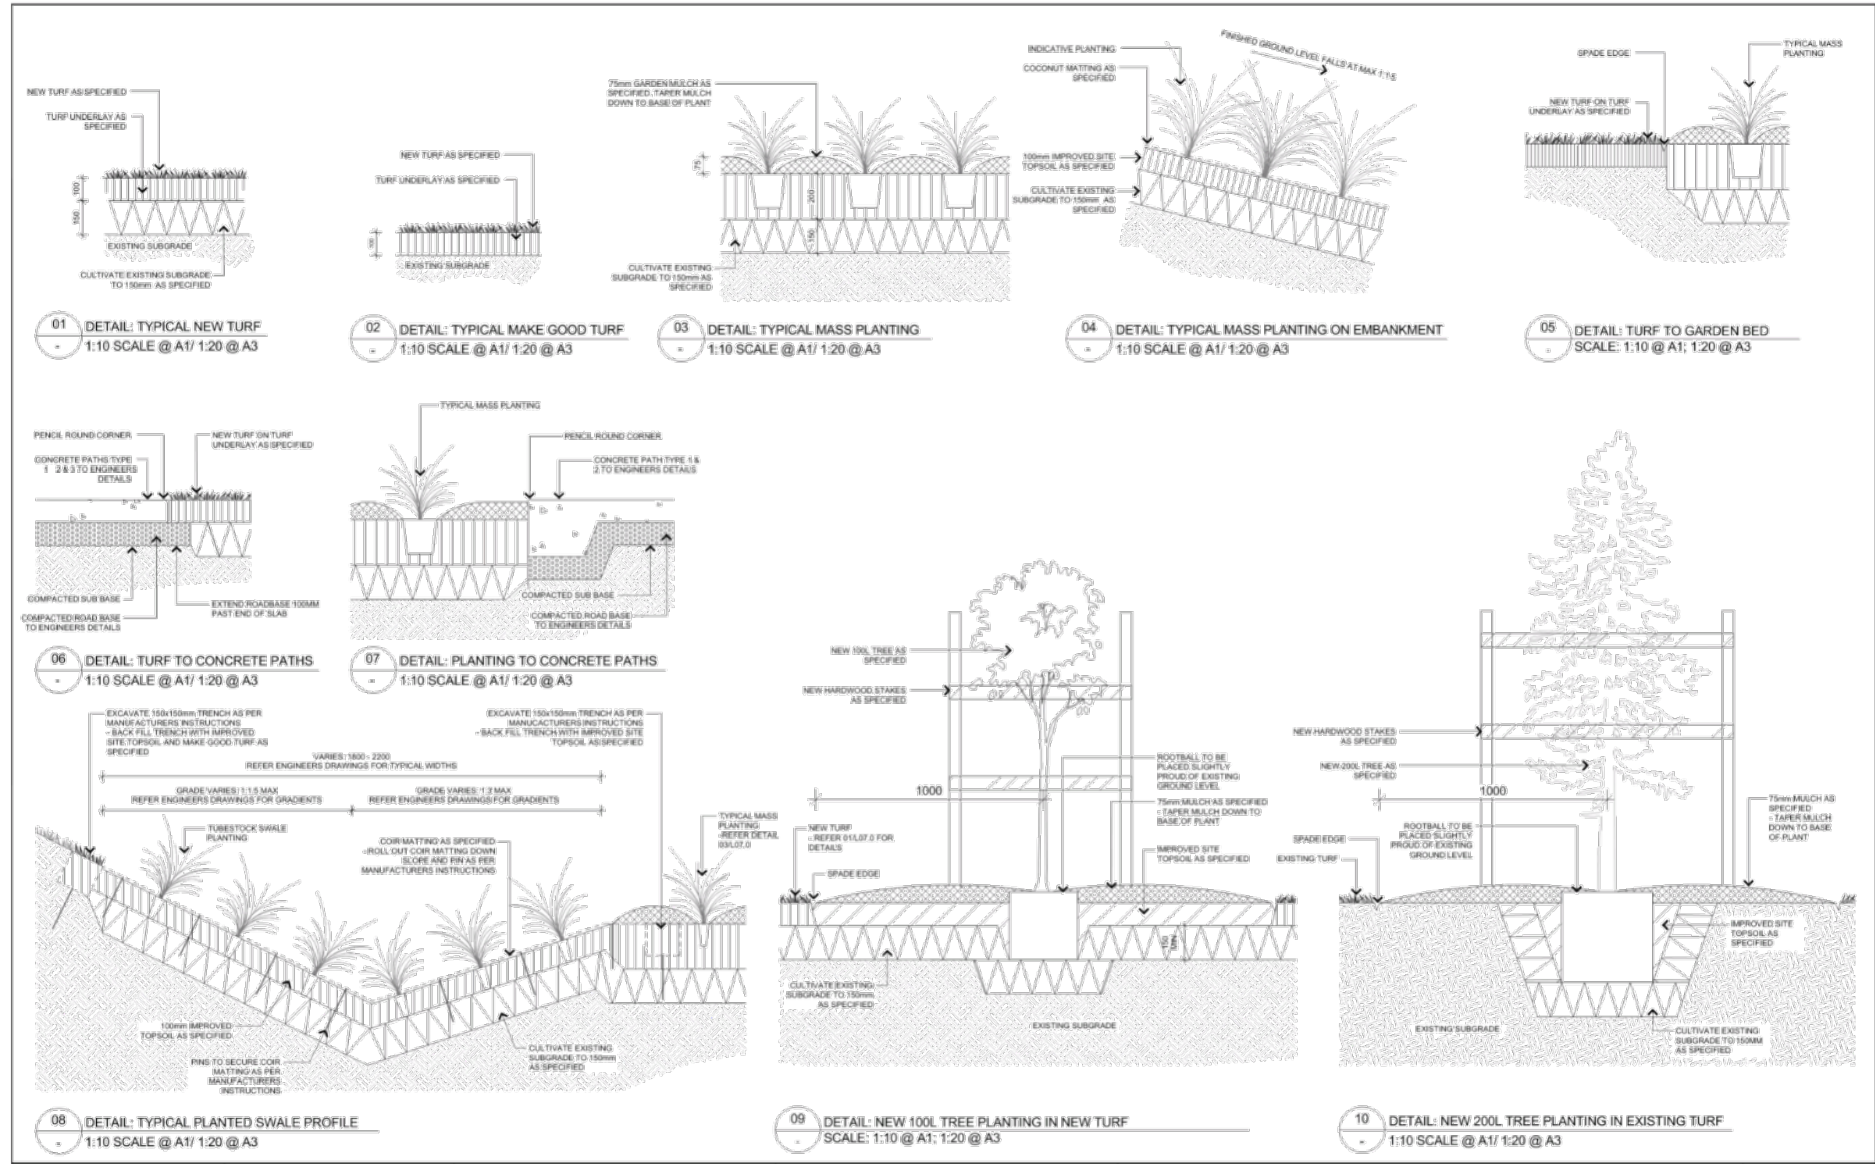 NEW TURF AS SPECIFIED
TURF UNDERLAY AS
SPECIFIED
100
150
EXISTING SUBGRADE
CULTIVATE EXISTING SUBGRADE
TO 150mm AS SPECIFIED
01
DETAIL: TYPICAL NEW TURF
1:10 SCALE @ A1/ 1:20 @ A3
NEW TURF AS SPECIFIED
TURF UNDERLAY AS SPECIFIED
100
EXISTING SUBGRADE
02
DETAIL: TYPICAL MAKE GOOD TURF
1:10 SCALE @ A1/ 1:20 @ A3
75mm GARDEN MULCH AS
SPECIFIED. TAPER MULCH
DOWN TO BASE OF PLANT
75
200
150
CULTIVATE EXISTING
SUBGRADE TO 150mm AS
SPECIFIED
03
DETAIL: TYPICAL MASS PLANTING
1:10 SCALE @ A1/ 1:20 @ A3
INDICATIVE PLANTING
COCONUT MATTING AS
SPECIFIED
FINISHED GROUND LEVEL FALLS AT MAX 1:1.5
100mm IMPROVED SITE
TOPSOIL AS SPECIFIED
CULTIVATE EXISTING
SUBGRADE TO 150mm AS
SPECIFIED
04
DETAIL: TYPICAL MASS PLANTING ON EMBANKMENT
1:10 SCALE @ A1/ 1:20 @ A3
SPADE EDGE
TYPICAL MASS
PLANTING
NEW TURF ON TURF
UNDERLAY AS SPECIFIED
05
DETAIL: TURF TO GARDEN BED
SCALE: 1:10 @ A1; 1:20 @ A3
PENCIL ROUND CORNER
NEW TURF ON TURF
UNDERLAY AS SPECIFIED
CONCRETE PATHS TYPE
1 2 & 3 TO ENGINEERS
DETAILS
COMPACTED SUB BASE
COMPACTED ROAD BASE
TO ENGINEERS DETAILS
EXTEND ROADBASE 100MM
PAST END OF SLAB
06
DETAIL: TURF TO CONCRETE PATHS
1:10 SCALE @ A1/ 1:20 @ A3
TYPICAL MASS PLANTING
PENCIL ROUND CORNER
CONCRETE PATH TYPE 1 &
2 TO ENGINEERS DETAILS
COMPACTED SUB BASE
COMPACTED ROAD BASE
TO ENGINEERS DETAILS
07
DETAIL: PLANTING TO CONCRETE PATHS
1:10 SCALE @ A1/ 1:20 @ A3
EXCAVATE 150x150mm TRENCH AS PER
MANUFACTURERS INSTRUCTIONS
- BACK FILL TRENCH WITH IMPROVED
SITE TOPSOIL AND MAKE GOOD TURF AS
SPECIFIED
EXCAVATE 150x150mm TRENCH AS PER
MANUCACTURERS INSTRUCTIONS
- BACK FILL TRENCH WITH IMPROVED SITE
TOPSOIL AS SPECIFIED
VARIES: 1800 - 2200
REFER ENGINEERS DRAWINGS FOR TYPICAL WIDTHS
GRADE VARIES / 1:1.5 MAX
REFER ENGINEERS DRAWINGS FOR GRADIENTS
GRADE VARIES /1:2 MAX
REFER ENGINEERS DRAWINGS FOR GRADIENTS
TUBESTOCK SWALE
PLANTING
COIR MATTING AS SPECIFIED
- ROLL OUT COIR MATTING DOWN
SLOPE AND PIN AS PER
MANUFACTURERS INSTRUCTIONS
TYPICAL MASS
PLANTING
- REFER DETAIL
03/L07.0
100mm IMPROVED
TOPSOIL AS SPECIFIED
PINS TO SECURE COIR
MATTING AS PER
MANUFACTURERS
INSTRUCTIONS
CULTIVATE EXISTING
SUBGRADE TO 150mm
AS SPECIFIED
08
DETAIL: TYPICAL PLANTED SWALE PROFILE
1:10 SCALE @ A1/ 1:20 @ A3
NEW 100L TREE AS
SPECIFIED
NEW HARDWOOD STAKES
AS SPECIFIED
ROOTBALL TO BE
PLACED SLIGHTLY
PROUD OF EXISTING
GROUND LEVEL
1000
75mm MULCH AS SPECIFIED
- TAPER MULCH DOWN TO
BASE OF PLANT
NEW TURF
- REFER 01/L07.0 FOR
DETAILS
IMPROVED SITE
TOPSOIL AS SPECIFIED
SPADE EDGE
150
MIN
CULTIVATE EXISTING
SUBGRADE TO 150mm
AS SPECIFIED
EXISTING SUBGRADE
09
DETAIL: NEW 100L TREE PLANTING IN NEW TURF
SCALE: 1:10 @ A1; 1:20 @ A3
NEW HARDWOOD STAKES
AS SPECIFIED
NEW 200L TREE AS
SPECIFIED
1000
75mm MULCH AS
SPECIFIED
- TAPER MULCH
DOWN TO BASE
OF PLANT
ROOTBALL TO BE
PLACED SLIGHTLY
PROUD OF EXISTING
GROUND LEVEL
SPADE EDGE
EXISTING TURF
IMPROVED SITE
TOPSOIL AS
SPECIFIED
EXISTING SUBGRADE
CULTIVATE EXISTING
SUBGRADE TO 150MM
AS SPECIFIED
10
DETAIL: NEW 200L TREE PLANTING IN EXISTING TURF
1:10 SCALE @ A1/ 1:20 @ A3